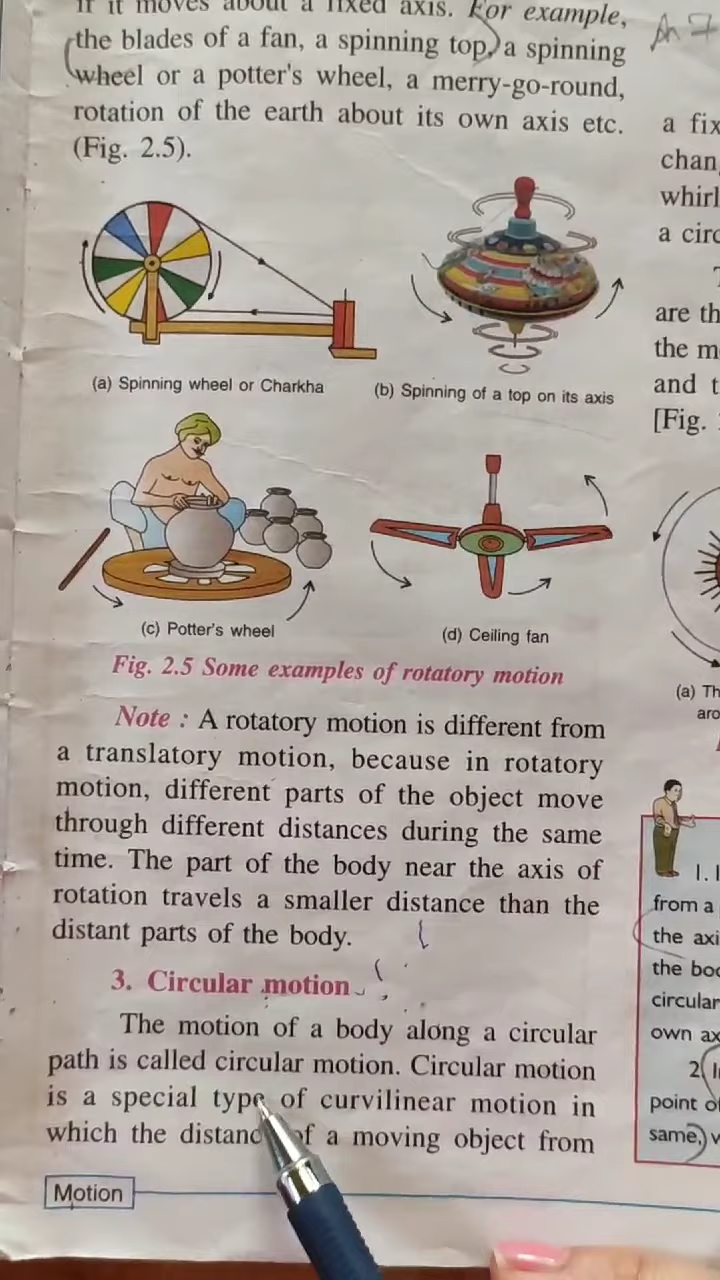 if it moves about a fixed axis. For example,
the blades of a fan, a spinning top, a spinning
wheel or a potter's wheel, a merry-go-round,
rotation of the earth about its own axis etc.
(Fig. 2.5).
(a) Spinning wheel or Charkha
(b) Spinning of a top on its axis
(c) Potter's wheel
(d) Ceiling fan
Fig. 2.5 Some examples of rotatory motion
Note : A rotatory motion is different from
a translatory motion, because in rotatory
motion, different parts of the object move
through different distances during the same
time. The part of the body near the axis of
rotation travels a smaller distance than the
distant parts of the body.
3. Circular motion
The motion of a body along a circular
path is called circular motion. Circular motion
is a special type of curvilinear motion in
which the distanc of a moving object from
Motion
a fix
chan
whirl
a circ
are th
the m
and t
[Fig.
(a) Th
aro
1. I
from a
the axi
the boo
circular
own ax
2. I
point o
same, v